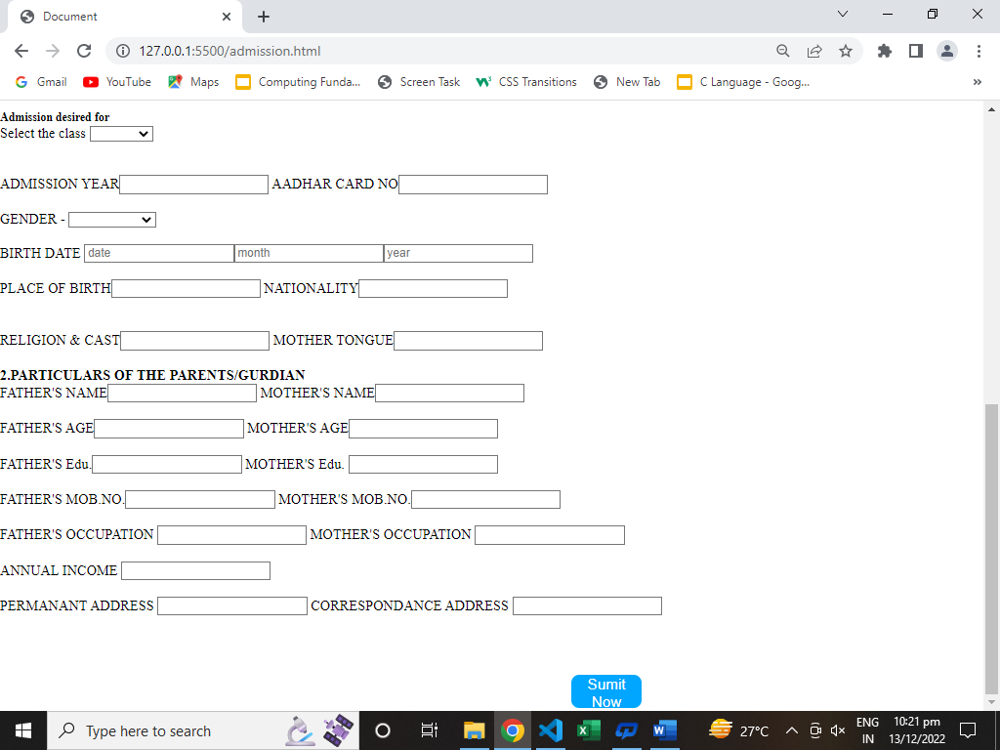 Document
127.0.0.1:5500/admission.html
Gmail YouTube Maps Computing Funda... Screen Task CSS Transitions New Tab C Language - Goog... »
Admission desired for
Select the class
ADMISSION YEAR AADHAR CARD NO
GENDER -
BIRTH DATE date month year
PLACE OF BIRTH NATIONALITY
RELIGION & CAST MOTHER TONGUE
2.PARTICULARS OF THE PARENTS/GURDIAN
FATHER'S NAME MOTHER'S NAME
FATHER'S AGE MOTHER'S AGE
FATHER'S Edu. MOTHER'S Edu.
FATHER'S MOB.NO. MOTHER'S MOB.NO.
FATHER'S OCCUPATION MOTHER'S OCCUPATION
ANNUAL INCOME
PERMANANT ADDRESS CORRESPONDANCE ADDRESS
Sumit
Now
Type here to search
27°C
ENG
IN
10:21 pm
13/12/2022